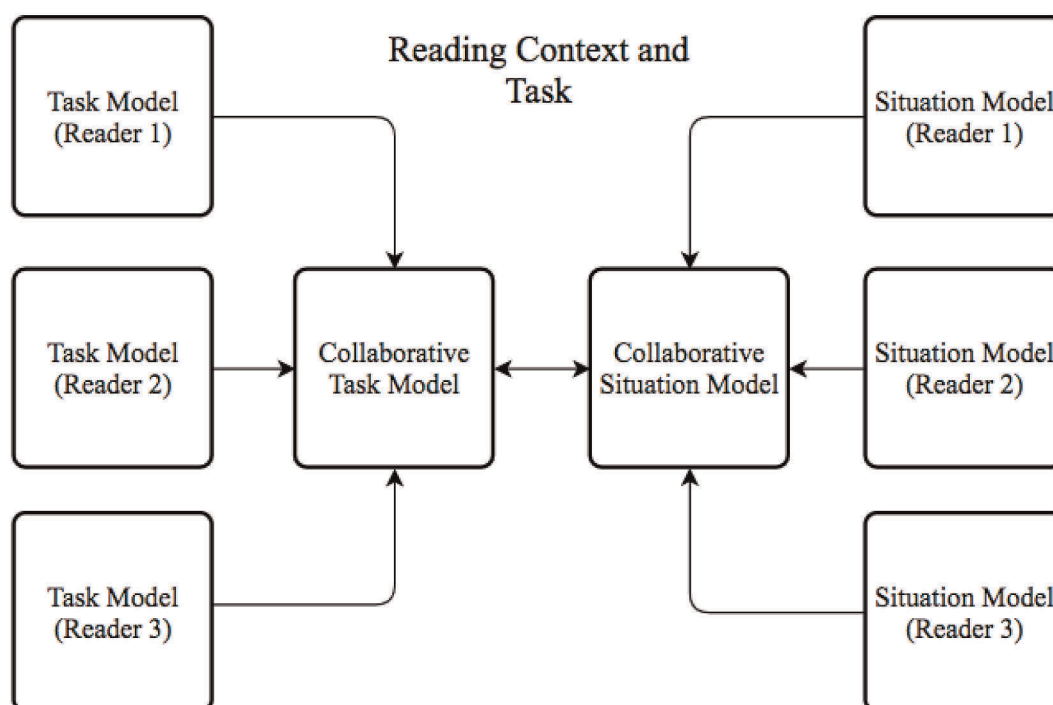 Reading Context and
Task
Task Model
(Reader 1)
Situation Model
(Reader 1)
Task Model
(Reader 2)
Collaborative
Task Model
Collaborative
Situation Model
Situation Model
(Reader 2)
Task Model
(Reader 3)
Situation Model
(Reader 3)